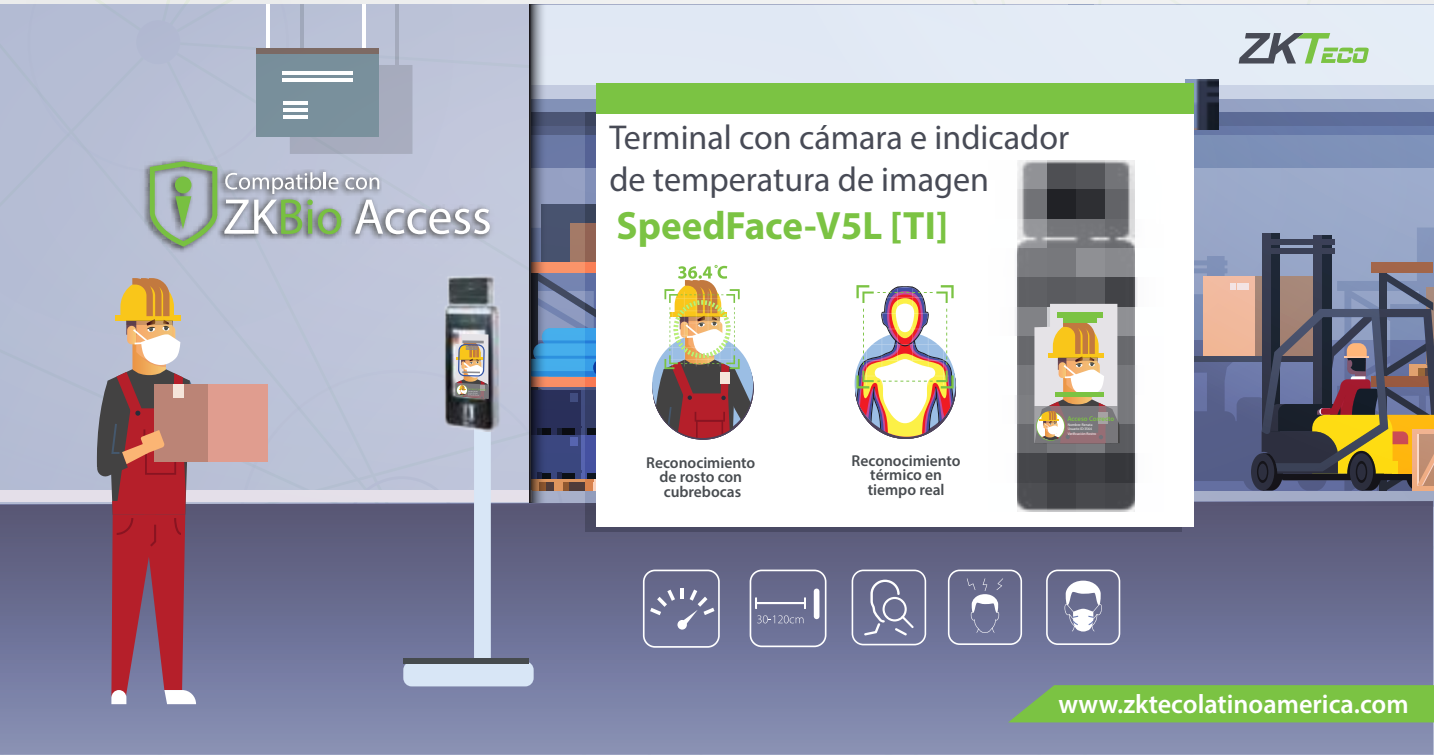 ZKTECO
Compatible con
ZKBio Access
Terminal con cámara e indicador
de temperatura de imagen
SpeedFace-V5L [TI]
36.4°C
Reconocimiento
de rosto con
cubrebocas
Reconocimiento
térmico en
tiempo real
30-120cm
www.zktecolatinoamerica.com